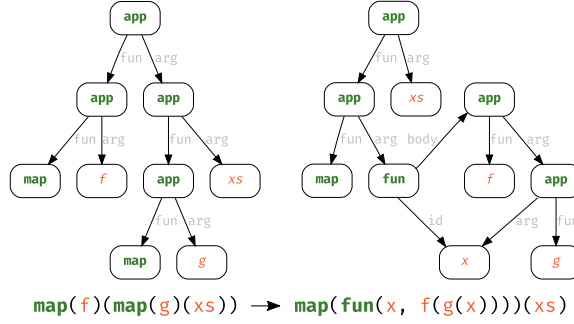 app
fun arg
app app
fun arg fun arg
map f app xs
fun arg
map g
app
fun arg
app xs app
fun arg body fun arg
map fun f app
id arg fun
x g
map(f)(map(g)(xs)) → map(fun(x, f(g(x))))(xs)